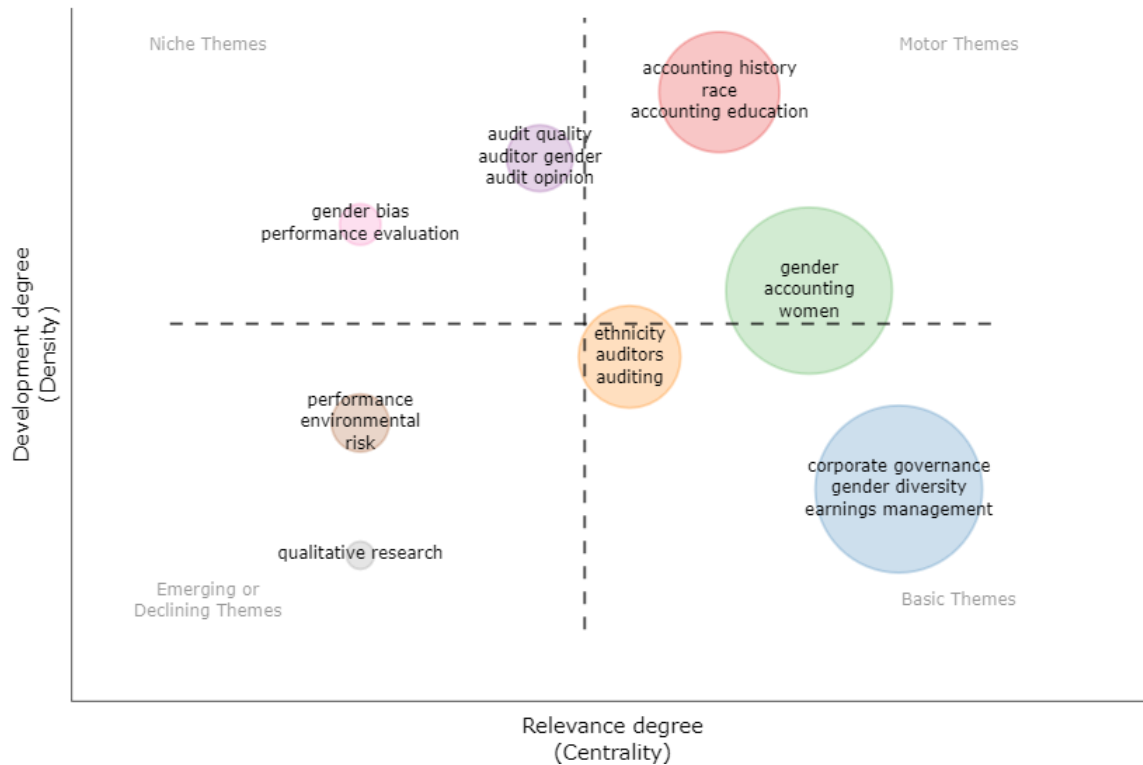 Niche Themes
Motor Themes
accounting history
race
accounting education
audit quality
auditor gender
audit opinion
gender bias
performance evaluation
gender
accounting
women
ethnicity
auditors
auditing
performance
environmental
risk
corporate governance
gender diversity
earnings management
qualitative research
Emerging or
Declining Themes
Basic Themes
Development degree
(Density)
Relevance degree
(Centrality)